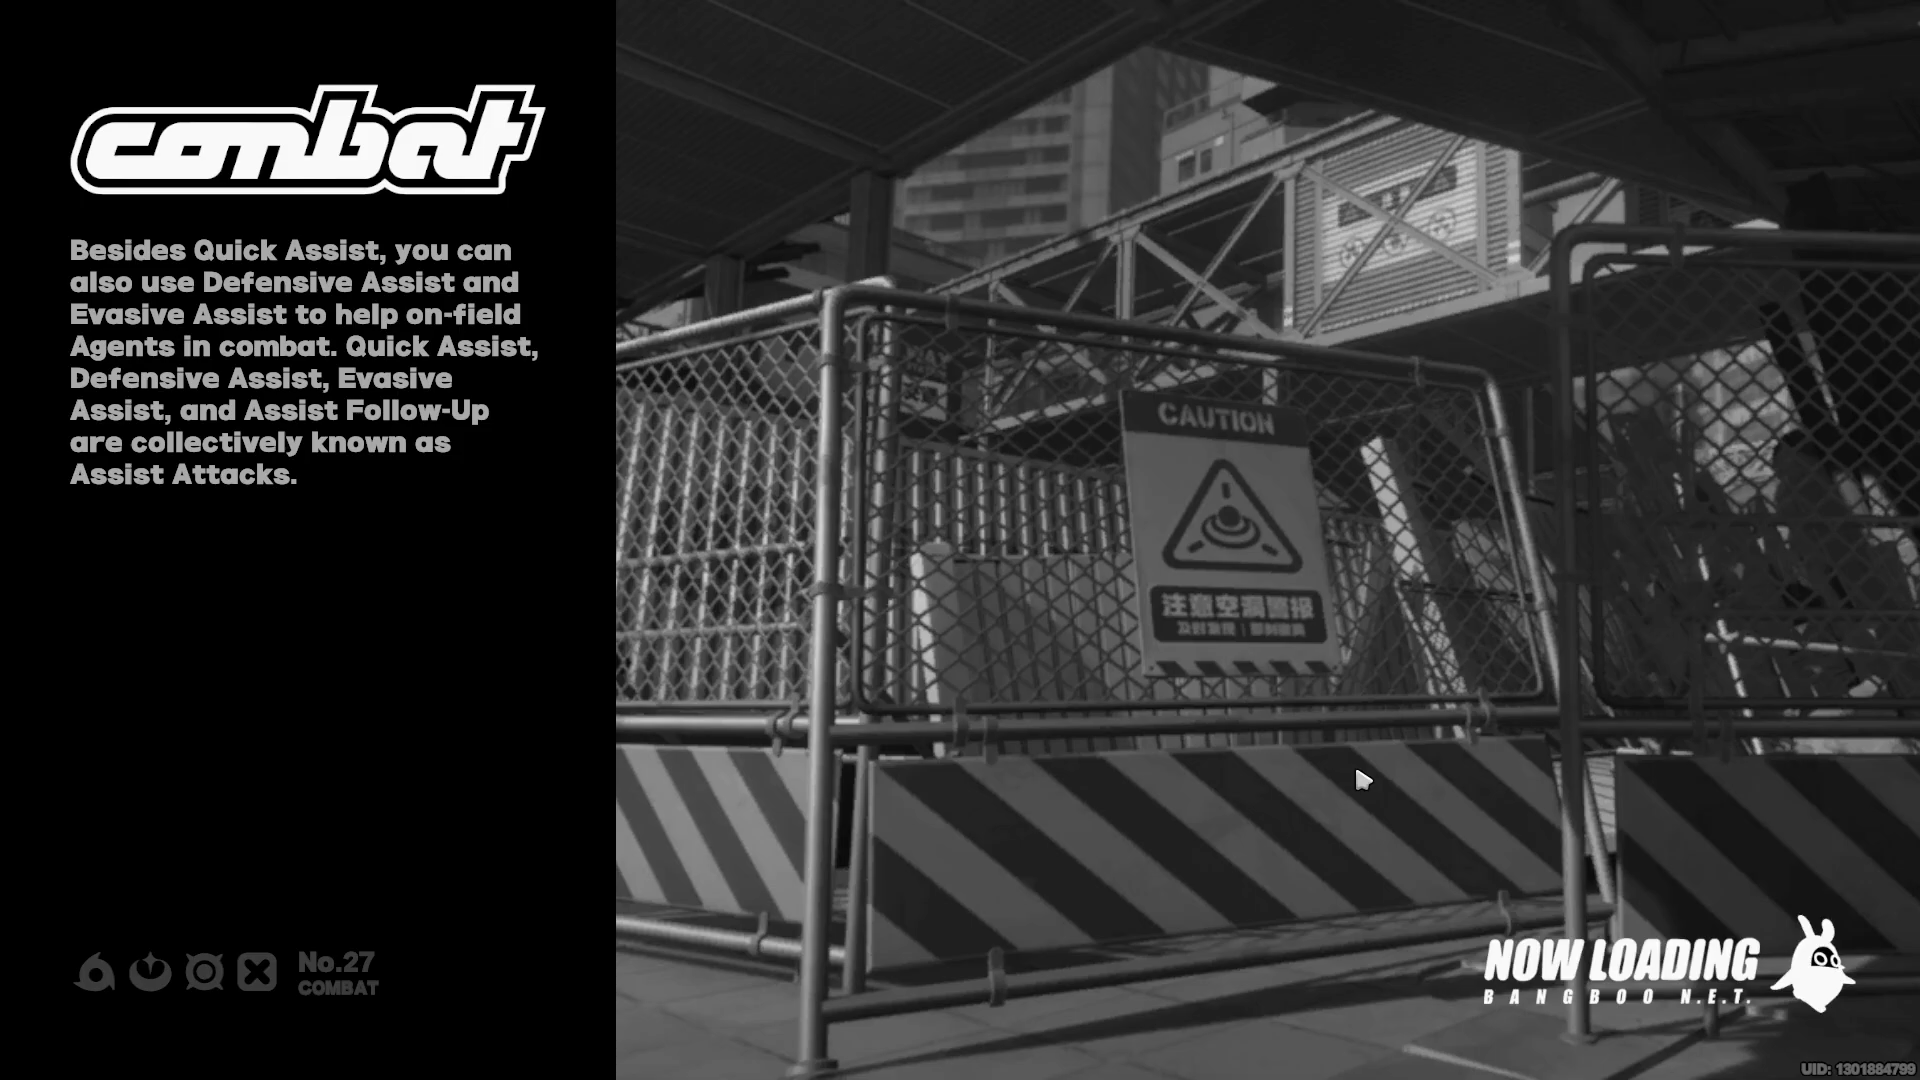 combat
Besides Quick Assist, you can
also use Defensive Assist and
Evasive Assist to help on-field
Agents in combat. Quick Assist,
Defensive Assist, Evasive
Assist, and Assist Follow-Up
are collectively known as
Assist Attacks.
No.27
COMBAT
CAUTION
注意空洞警报
NOW LOADING
BANGBOO N.E.T.
UID: 1301884799